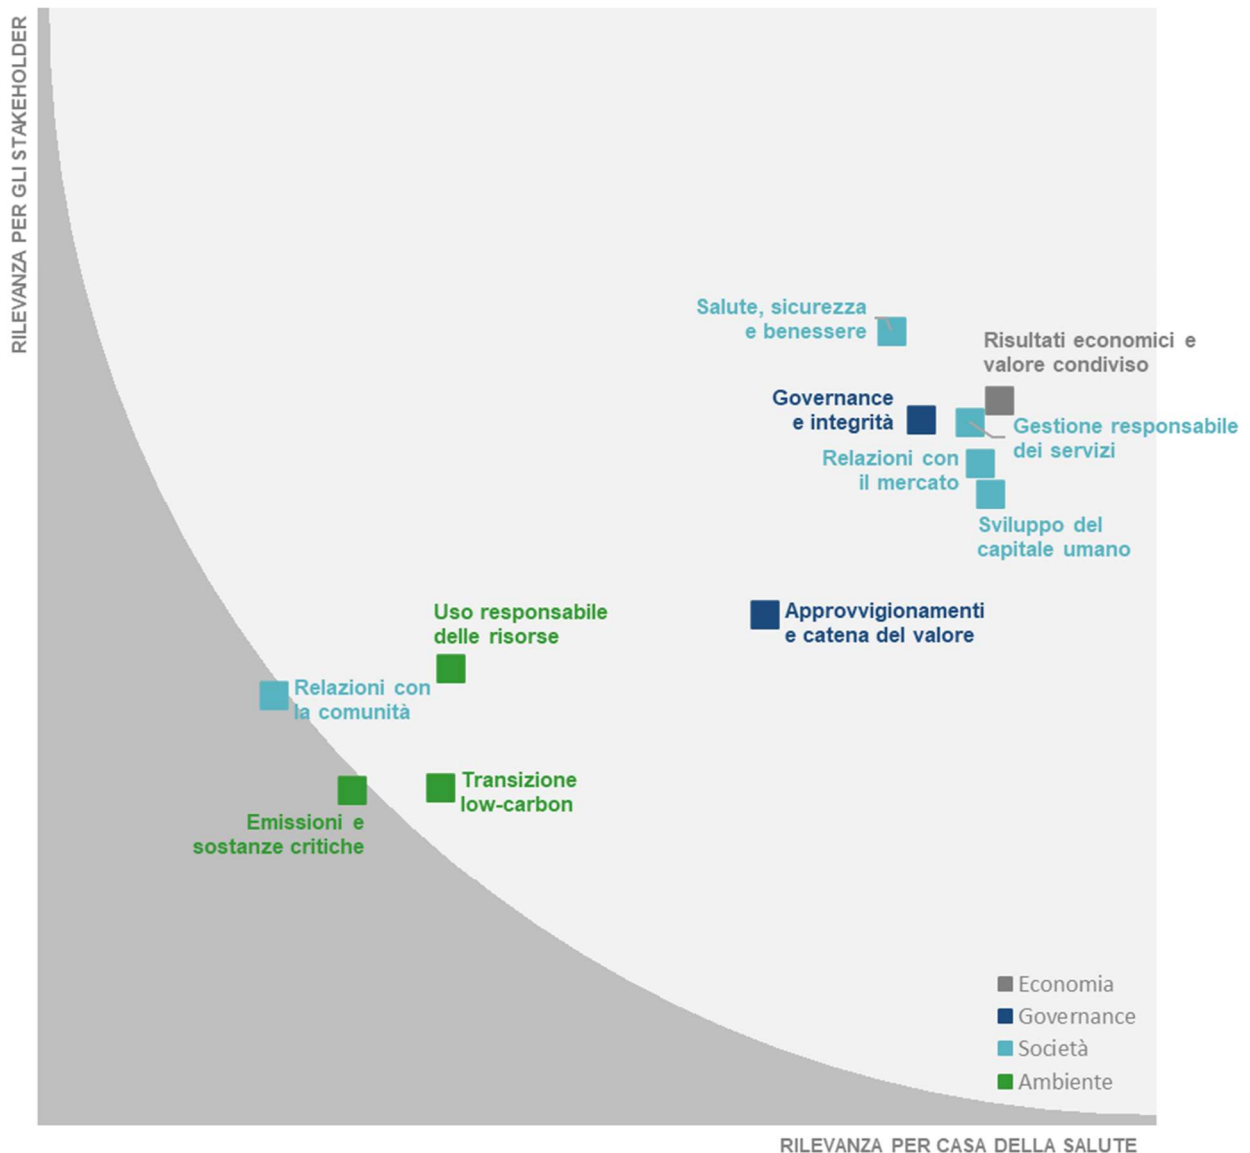 RILEVANZA PER GLI STAKEHOLDER
Salute, sicurezza
e benessere
Risultati economici e
valore condiviso
Governance
e integrità
Gestione responsabile
dei servizi
Relazioni con
il mercato
Sviluppo del
capitale umano
Uso responsabile
delle risorse
Approvvigionamenti
e catena del valore
Relazioni con
la comunità
Transizione
low-carbon
Emissioni e
sostanze critiche
Economia
Governance
Società
Ambiente
RILEVANZA PER CASA DELLA SALUTE